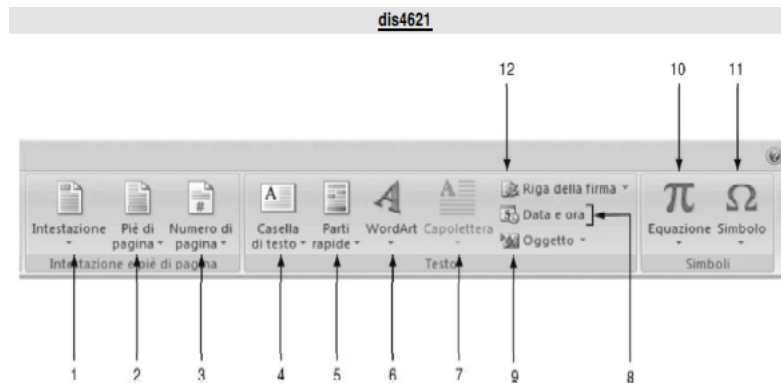 dis4621
12 10 11
Riga della firma
Intestazione Piè di pagina Numero di pagina Casella di testo Parti rapide WordArt Capolettera Data e ora Equazione Simbolo
Oggetto
Intestazione e piè di pagina Testo Simboli
1 2 3 4 5 6 7 9 8